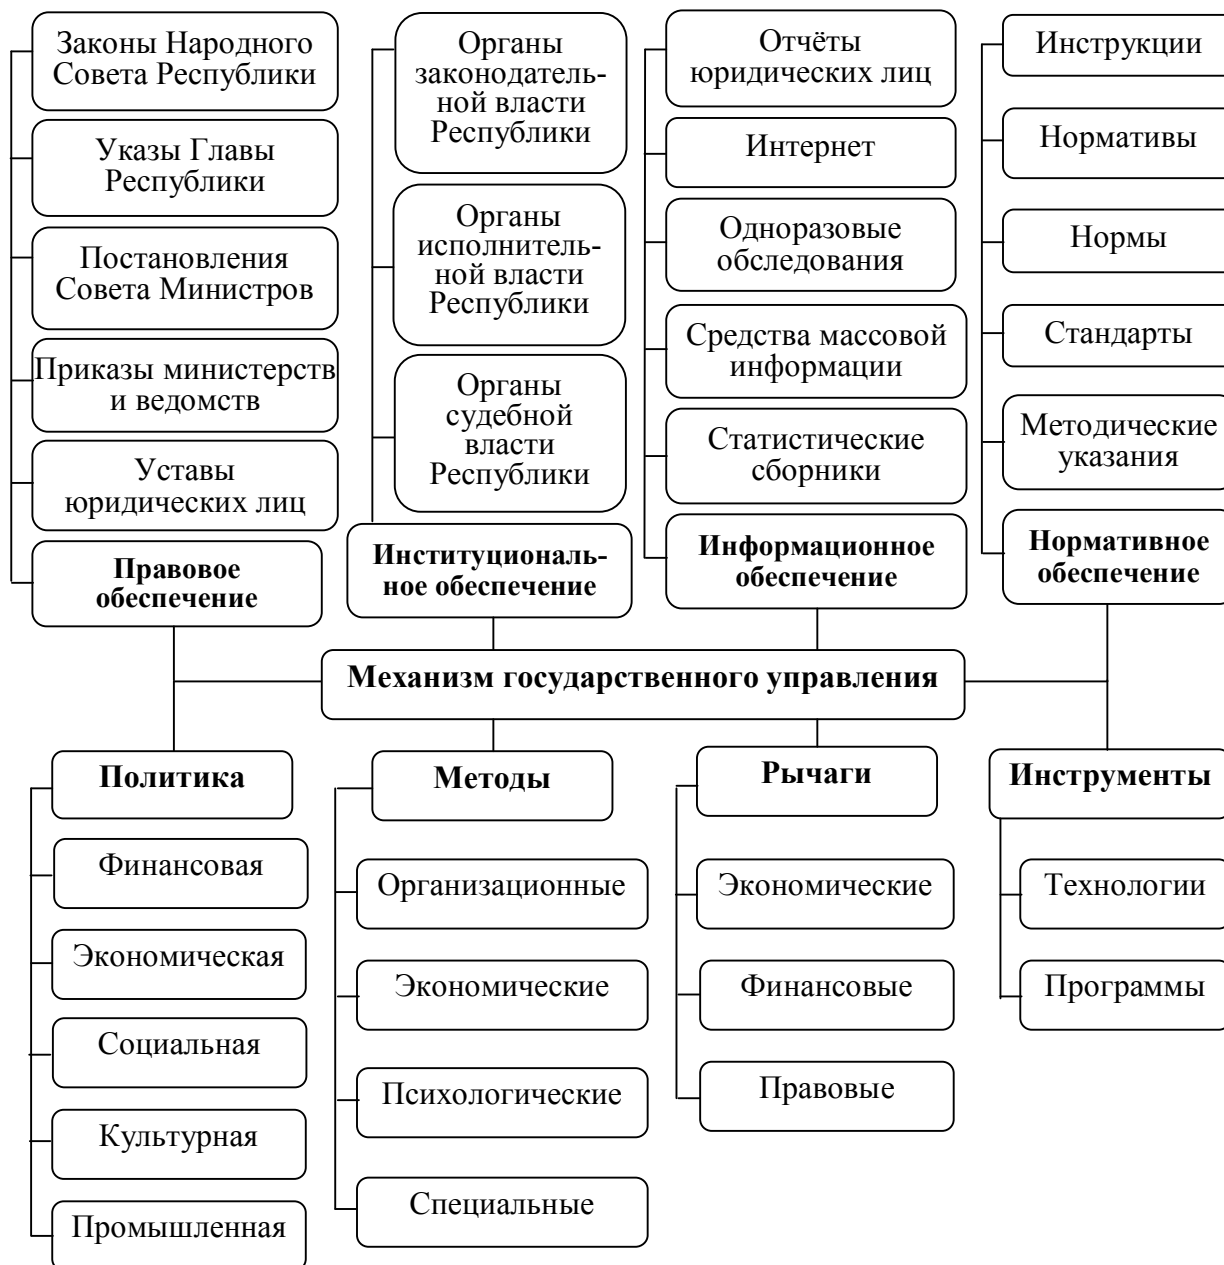 Законы Народного
Совета Республики
Указы Главы
Республики
Постановления
Совета Министров
Приказы министерств
и ведомств
Уставы
юридических лиц
Правовое
обеспечение
Органы
законодатель-
ной власти
Республики
Органы
исполнитель-
ной власти
Республики
Органы
судебной
власти
Республики
Институциональ-
ное обеспечение
Отчёты
юридических лиц
Интернет
Одноразовые
обследования
Средства массовой
информации
Статистические
сборники
Информационное
обеспечение
Инструкции
Нормативы
Нормы
Стандарты
Методические
указания
Нормативное
обеспечение
Механизм государственного управления
Политика
Финансовая
Экономическая
Социальная
Культурная
Промышленная
Методы
Организационные
Экономические
Психологические
Специальные
Рычаги
Экономические
Финансовые
Правовые
Инструменты
Технологии
Программы